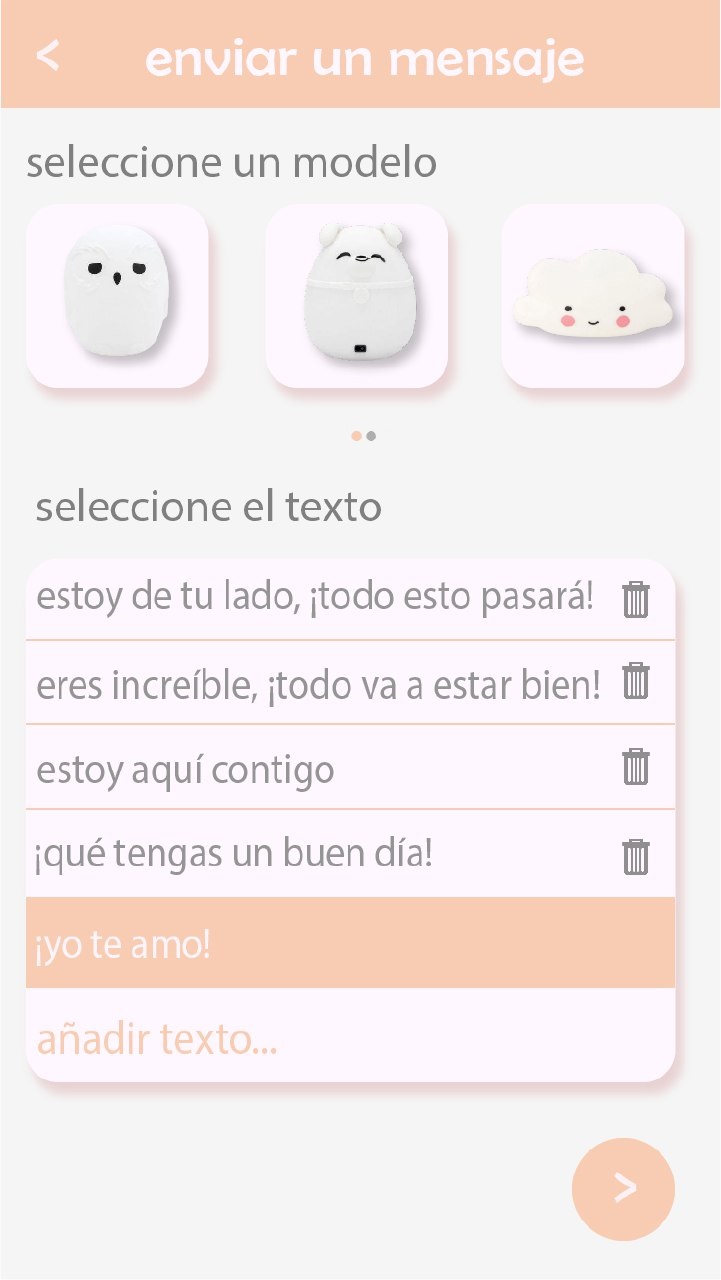 enviar un mensaje
seleccione un modelo
seleccione el texto
estoy de tu lado, ¡todo esto pasará!
eres increíble, ¡todo va a estar bien!
estoy aquí contigo
¡qué tengas un buen día!
¡yo te amo!
añadir texto...